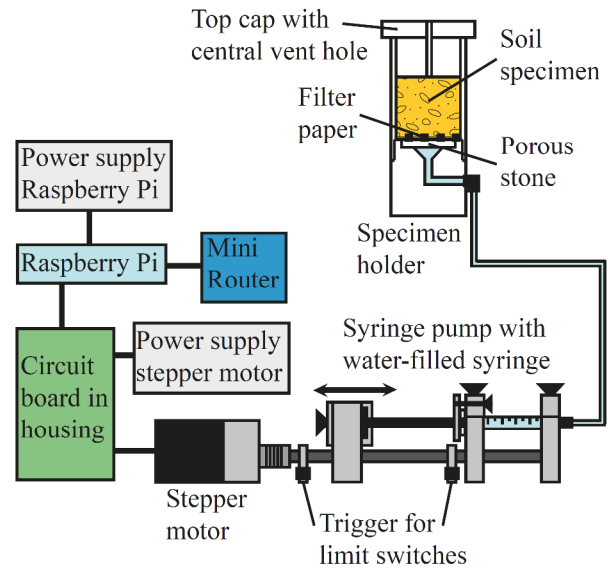 Top cap with
central vent hole
Soil
specimen
Filter
paper
Porous
stone
Specimen
holder
Power supply
Raspberry Pi
Raspberry Pi
Mini
Router
Circuit
board in
housing
Power supply
stepper motor
Syringe pump with
water-filled syringe
Stepper
motor
Trigger for
limit switches